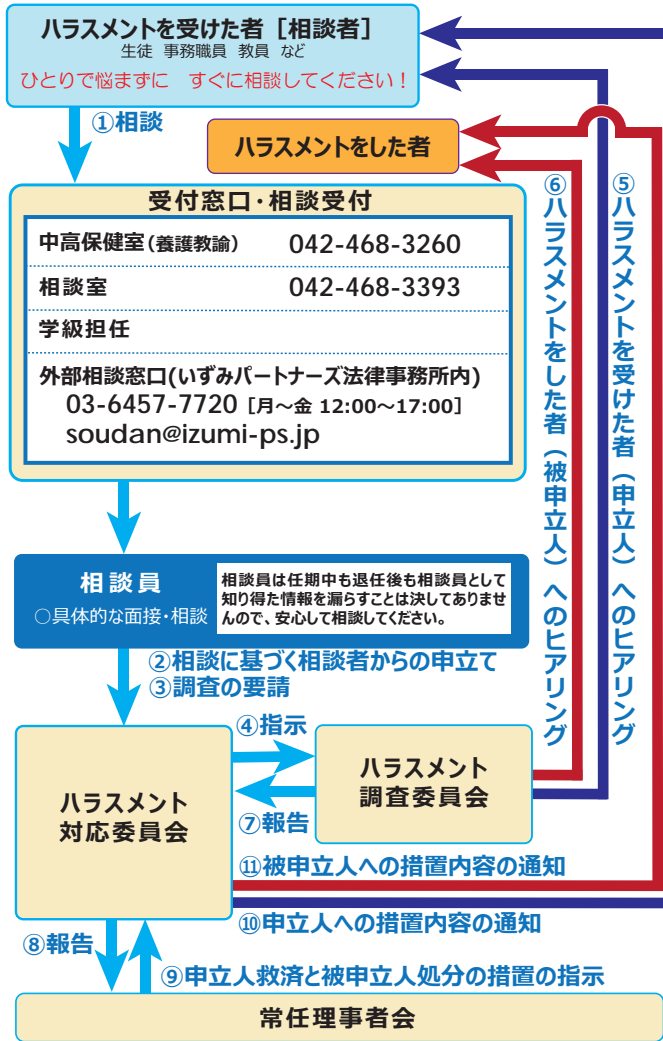 ハラスメントを受けた者［相談者］
生徒 事務職員 教員 など
ひとりで悩まずに すぐに相談してください！
①相談
ハラスメントをした者
受付窓口・相談受付
中高保健室（養護教諭） 042-468-3260
相談室 042-468-3393
学級担任
外部相談窓口(いずみパートナーズ法律事務所内)
03-6457-7720 [月〜金 12:00〜17:00]
soudan@izumi-ps.jp
⑥ハラスメントをした者（被申立人）へのヒアリング
⑤ハラスメントを受けた者（申立人）へのヒアリング
相談員
○具体的な面接・相談
相談員は任期中も退任後も相談員として
知り得た情報を漏らすことは決してありませ
んので、安心して相談してください。
②相談に基づく相談者からの申立て
③調査の要請
④指示
ハラスメント
対応委員会
ハラスメント
調査委員会
⑦報告
⑪被申立人への措置内容の通知
⑩申立人への措置内容の通知
⑧報告
⑨申立人救済と被申立人処分の措置の指示
常任理事者会